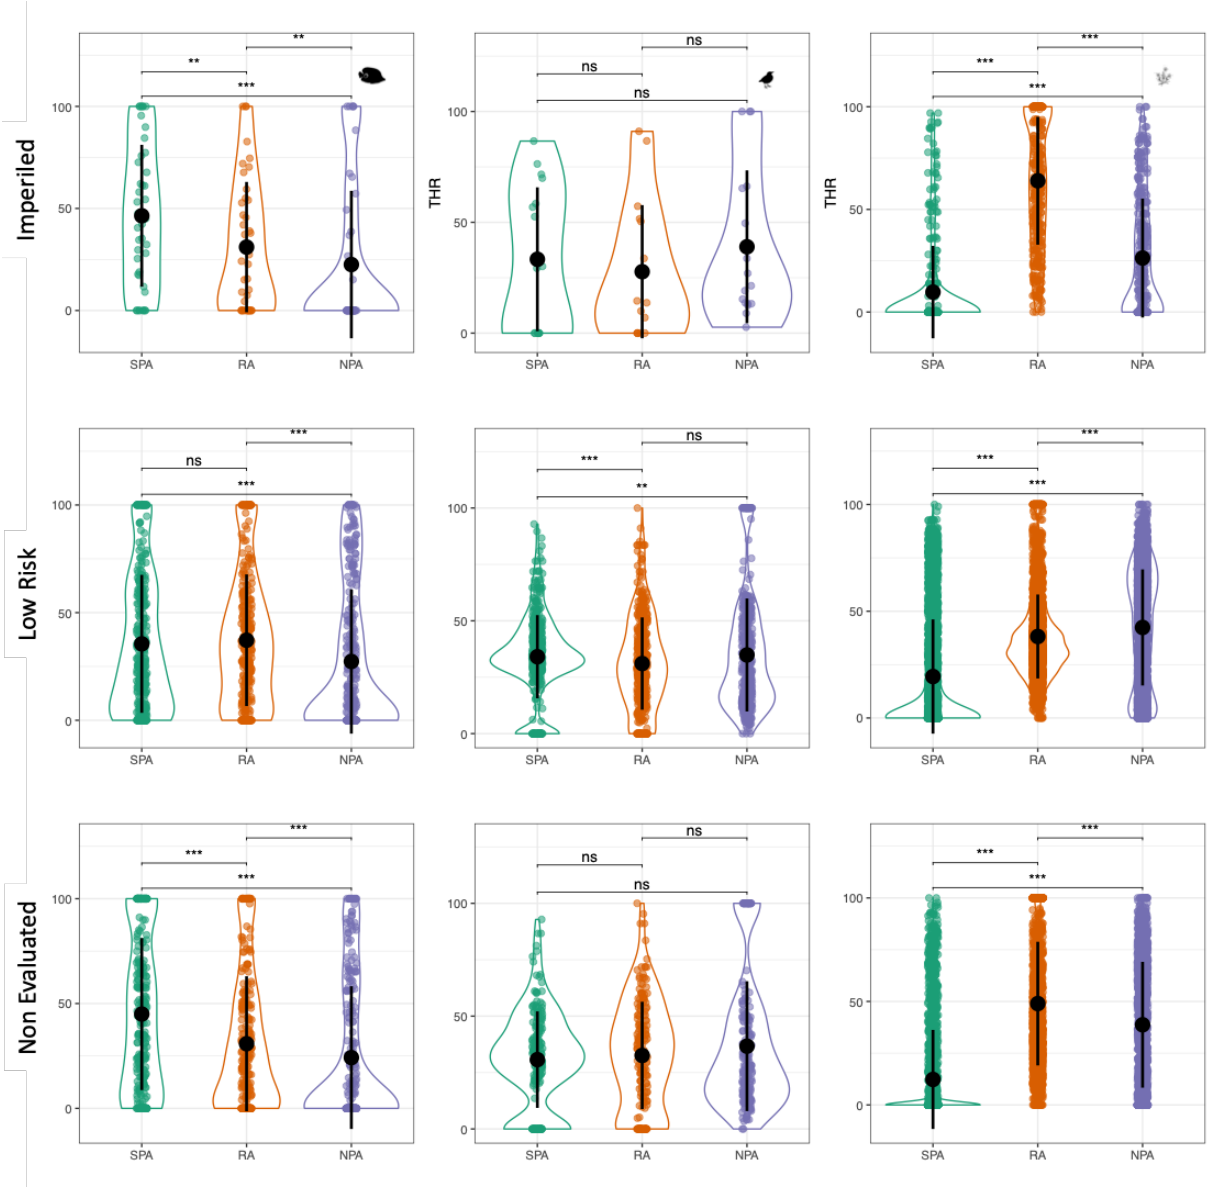 Imperiled
**
**
***
100
50
0
SPA
RA
NPA
THR
ns
ns
ns
100
50
0
SPA
RA
NPA
THR
***
***
***
100
50
0
SPA
RA
NPA
Low Risk
***
ns
***
100
50
0
SPA
RA
NPA
ns
***
**
100
50
0
SPA
RA
NPA
***
***
***
100
50
0
SPA
RA
NPA
Non Evaluated
***
***
***
100
50
0
SPA
RA
NPA
ns
ns
ns
100
50
0
SPA
RA
NPA
***
***
***
100
50
0
SPA
RA
NPA